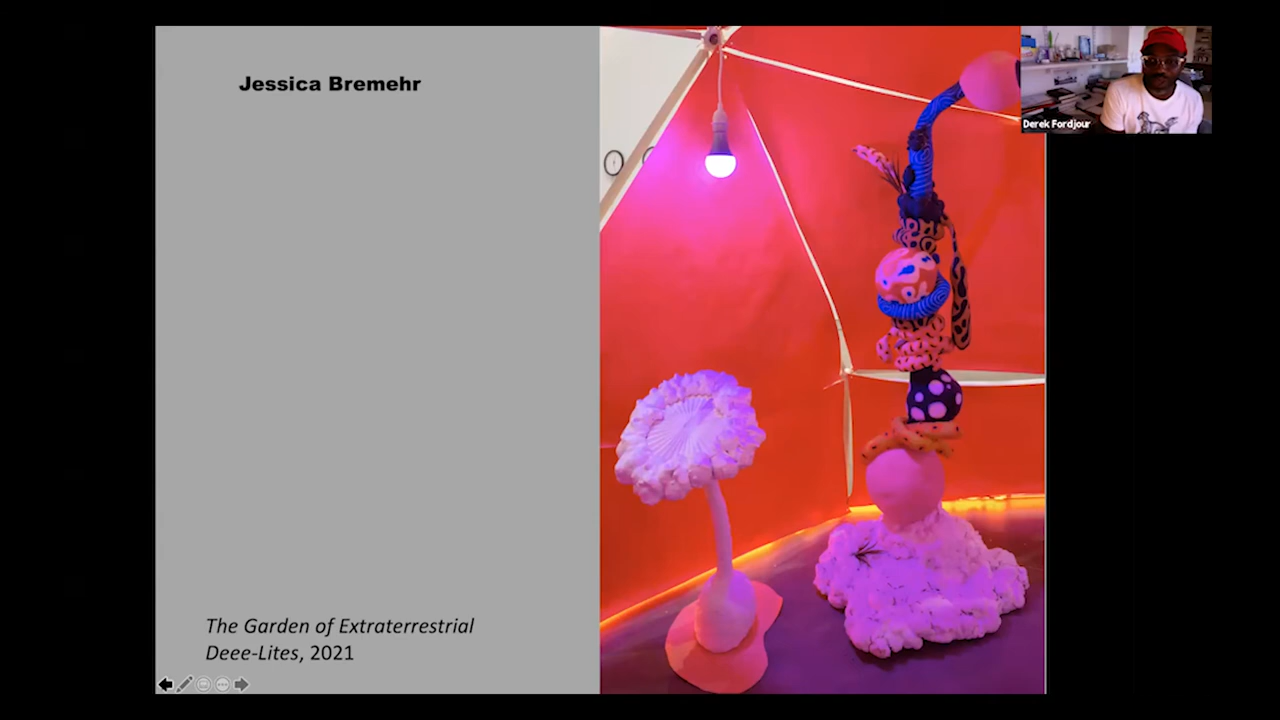 Jessica Bremehr
Derek Fordjour
The Garden of Extraterrestrial
Deee-Lites, 2021